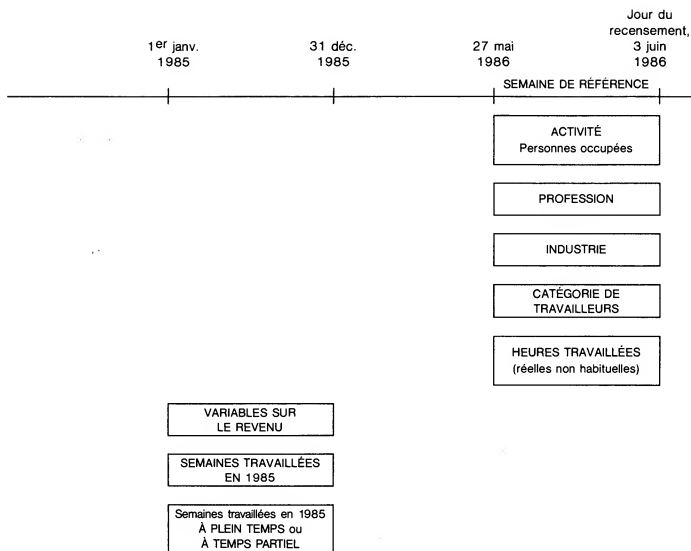 Jour du
recensement,
1er janv.
1985
31 déc.
1985
27 mai
1986
3 juin
1986
SEMAINE DE RÉFÉRENCE
ACTIVITÉ
Personnes occupées
PROFESSION
INDUSTRIE
CATÉGORIE DE
TRAVAILLEURS
HEURES TRAVAILLÉES
(réelles non habituelles)
VARIABLES SUR
LE REVENU
SEMAINES TRAVAILLÉES
EN 1985
Semaines travaillées en 1985
À PLEIN TEMPS ou
À TEMPS PARTIEL